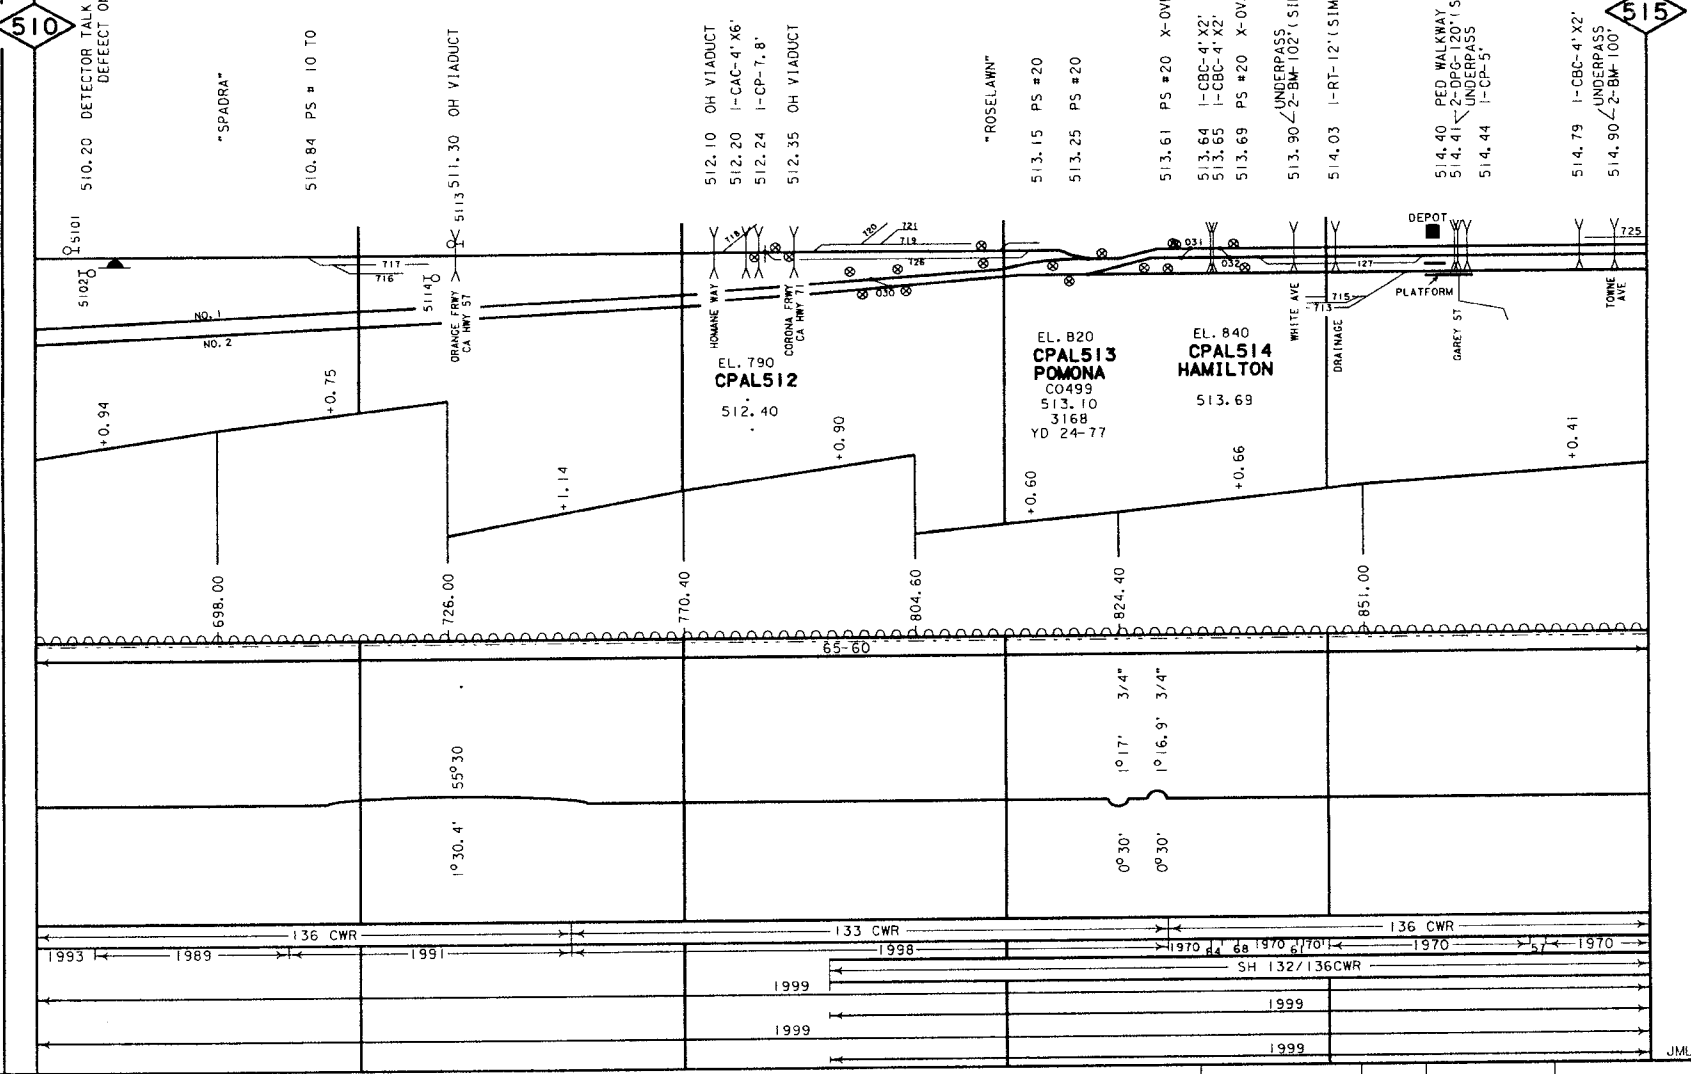 510
515
510.20 DETECTOR TALK
DEFEECT
"SPADRA"
510.84 PS # 10 TO
511.30 OH VIADUCT
512.10 OH VIADUCT
512.20 1-CAC-4'X6'
512.24 1-CP-7.8'
512.35 OH VIADUCT
"ROSELAWN"
513.15 PS #20
513.25 PS #20
513.61 PS #20
513.64 1-CBC-4'X2'
513.65 1-CBC-4'X2'
513.69 PS #20
UNDERPASS
513.90 2-BM-102'
514.03 1-RT-12'
514.40 PED WALKWAY
514.41 2-DPG-120'
UNDERPASS
514.44 1-CP-5'
514.79 1-CBC-4'X2'
UNDERPASS
514.90 2-BM-100'
5101
5102
5113
5114
717
716
718
720
721
719
726
030
031
032
127
725
715
713
DEPOT
PLATFORM
NO. 1
NO. 2
ORANGE FRWY
CA HWY 57
HOMANE WAY
CORONA FRWY
CA HWY 71
WHITE AVE
DRAINAGE
GAREY ST
TOWNE
AVE
EL. 790
CPAL512
512.40
EL. 820
CPAL513
POMONA
CO499
513.10
3168
YD 24-77
EL. 840
CPAL514
HAMILTON
513.69
+0.94
+0.75
+1.14
+0.90
+0.60
+0.66
+0.41
698.00
726.00
770.40
804.60
824.40
851.00
65-60
55°30
1°30.4'
1°17' 3/4"
1°16.9' 3/4"
0°30'
0°30'
136 CWR
133 CWR
136 CWR
1993
1989
1991
1998
1970
64
68
1970
67
70
1970
57
1970
SH 132/136CWR
1999
1999
1999
1999